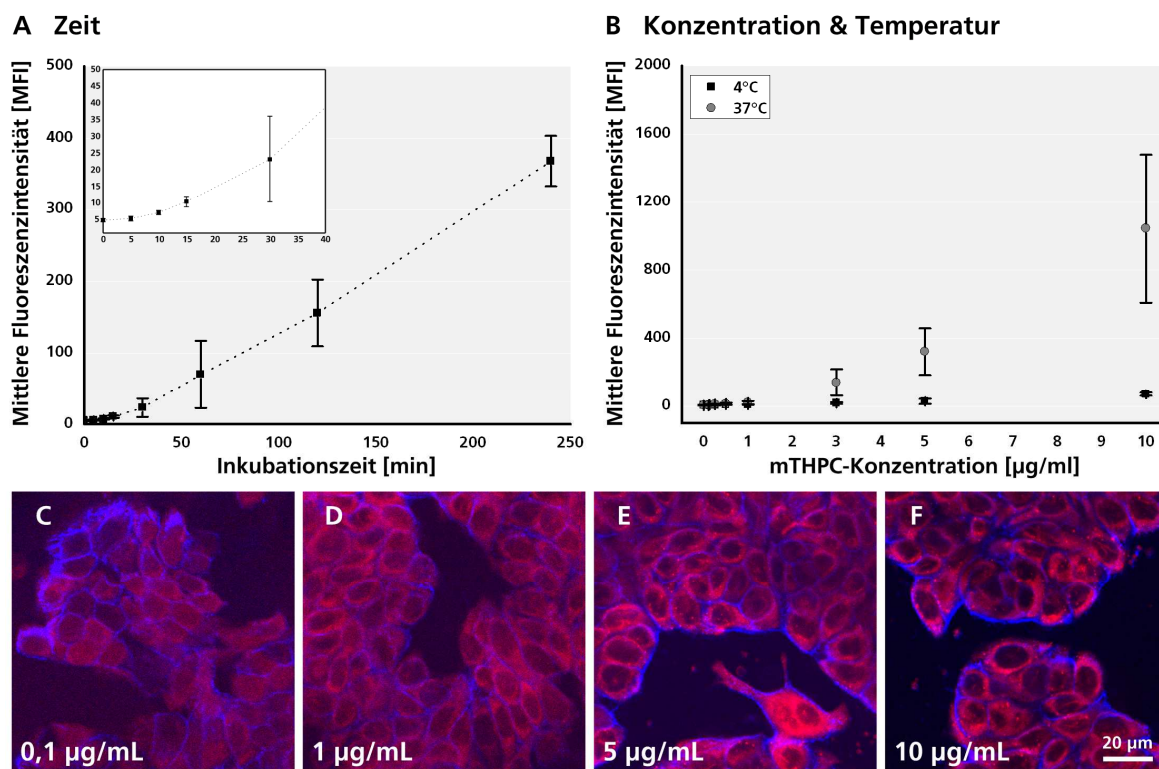 A Zeit
Mittlere Fluoreszenzintensität [MFI]
500
400
300
200
100
0
50
45
40
35
30
25
20
15
10
5
0 5 10 15 20 25 30 35 40
0 50 100 150 200 250
Inkubationszeit [min]
B Konzentration & Temperatur
Mittlere Fluoreszenzintensität [MFI]
2000
1600
1200
800
400
0
4°C
37°C
0 1 2 3 4 5 6 7 8 9 10
mTHPC-Konzentration [µg/ml]
C
0,1 µg/mL
D
1 µg/mL
E
5 µg/mL
F
10 µg/mL
20 µm